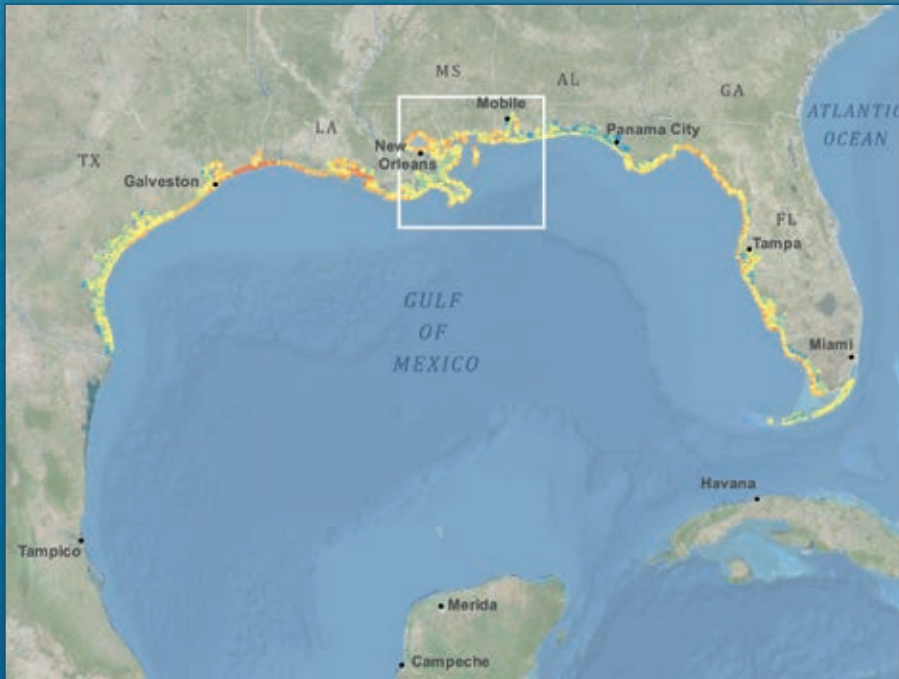 MS
AL
GA
Mobile
ATLANTIC
OCEAN
LA
Panama City
New
Orleans
TX
Galveston
FL
Tampa
GULF
OF
MEXICO
Miami
Havana
Tampico
Merida
Campeche